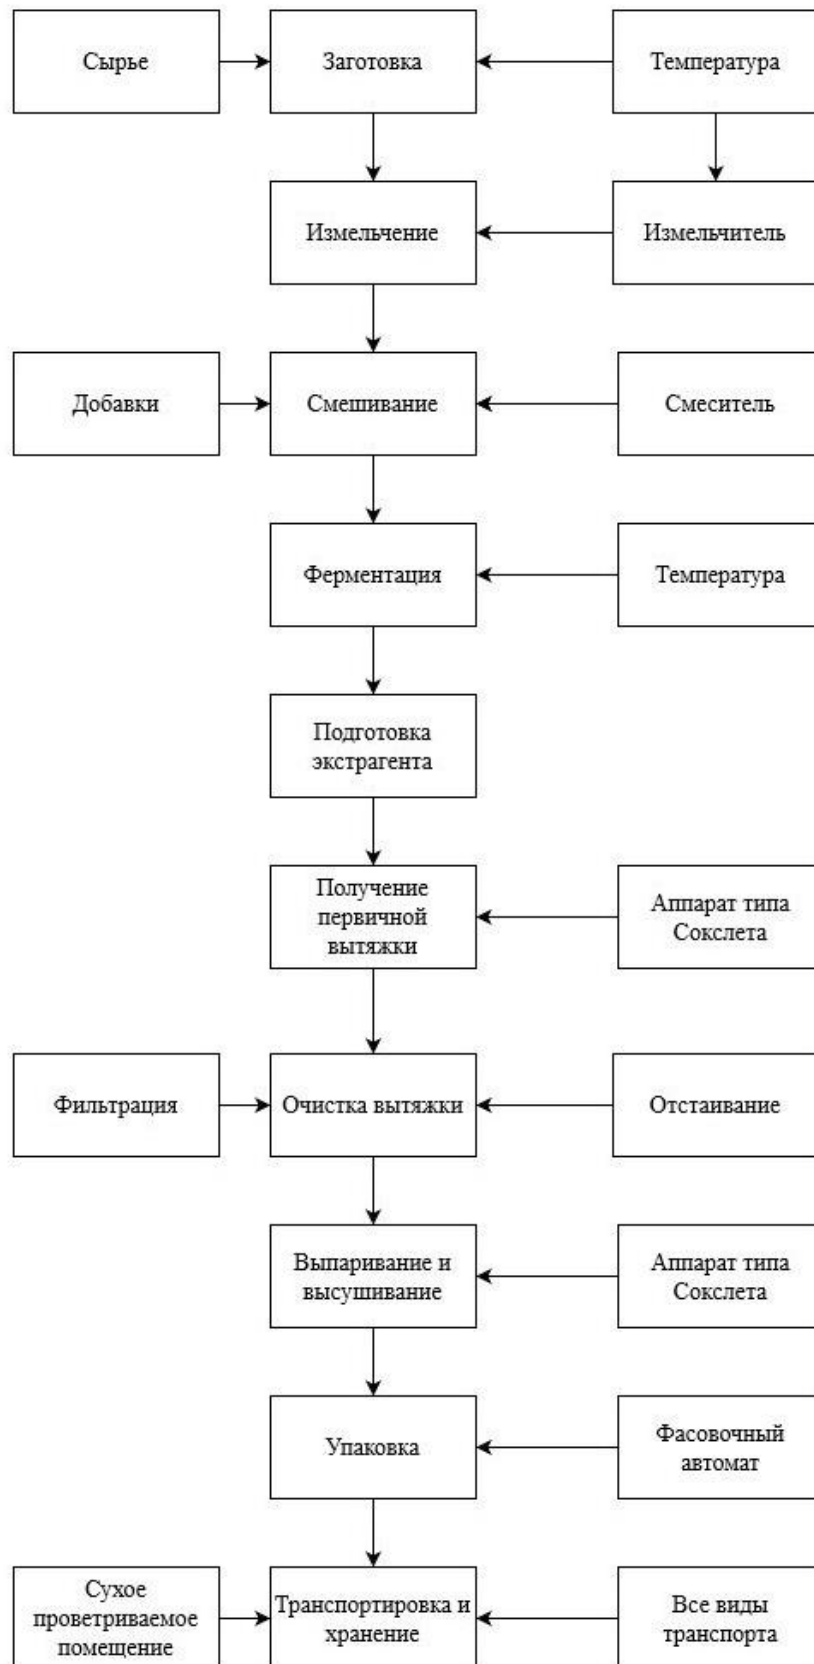 Сырье
Заготовка
Температура
Измельчение
Измельчитель
Добавки
Смешивание
Смеситель
Ферментация
Температура
Подготовка
экстрагента
Получение
первичной
вытяжки
Аппарат типа
Сокслета
Фильтрация
Очистка вытяжки
Отстаивание
Выпаривание и
высушивание
Аппарат типа
Сокслета
Упаковка
Фасовочный
автомат
Сухое
проветриваемое
помещение
Транспортировка и
хранение
Все виды
транспорта